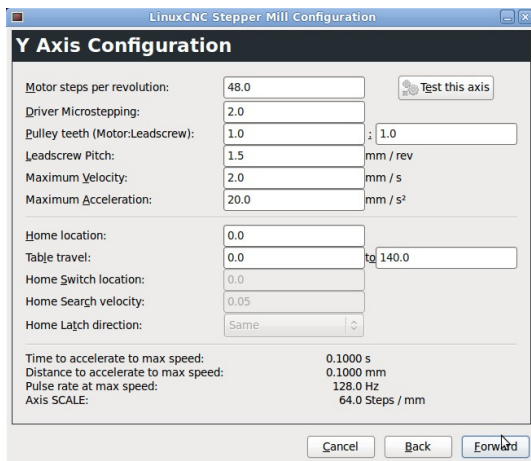 LinuxCNC Stepper Mill Configuration
Y Axis Configuration
Motor steps per revolution: 48.0 Test this axis
Driver Microstepping: 2.0
Pulley teeth (Motor:Leadscrew): 1.0 : 1.0
Leadscrew Pitch: 1.5 mm / rev
Maximum Velocity: 2.0 mm / s
Maximum Acceleration: 20.0 mm / s²
Home location: 0.0
Table travel: 0.0 to 140.0
Home Switch location: 0.0
Home Search velocity: 0.05
Home Latch direction: Same
Time to accelerate to max speed: 0.1000 s
Distance to accelerate to max speed: 0.1000 mm
Pulse rate at max speed: 128.0 Hz
Axis SCALE: 64.0 Steps / mm
Cancel Back Forward